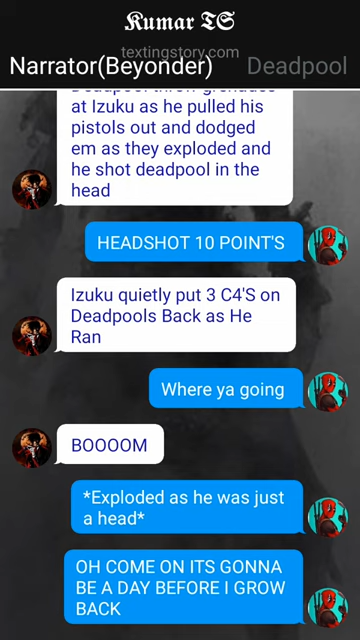 Kumar TS
textingstory.com
Narrator(Beyonder) Deadpool
Deadpool throw grenades
at Izuku as he pulled his
pistols out and dodged
em as they exploded and
he shot deadpool in the
head
HEADSHOT 10 POINT'S
Izuku quietly put 3 C4'S on
Deadpools Back as He
Ran
Where ya going
BOOOOM
*Exploded as he was just
a head*
OH COME ON ITS GONNA
BE A DAY BEFORE I GROW
BACK